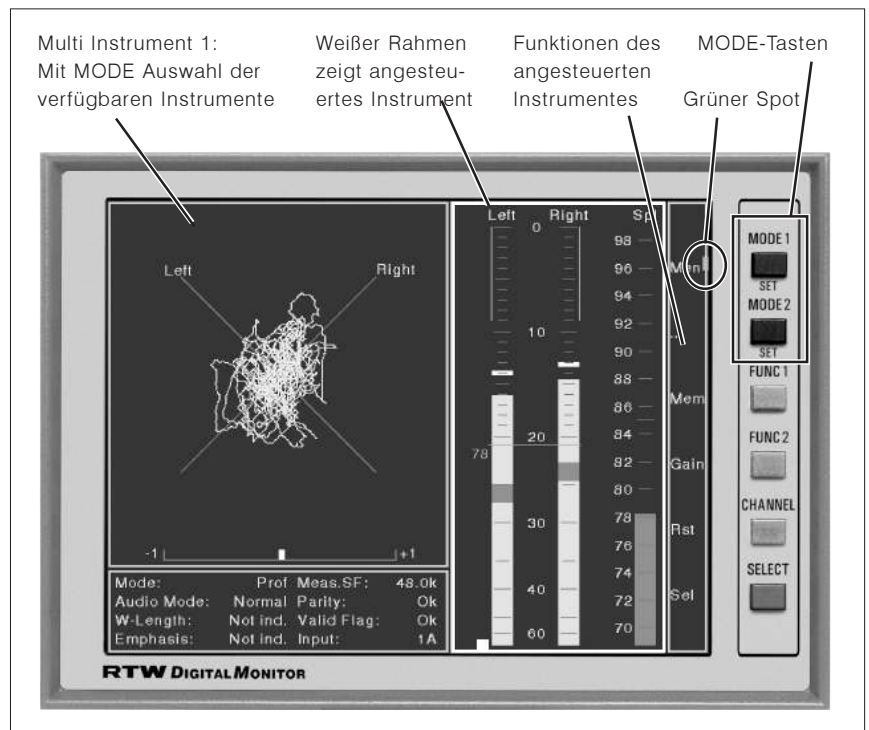 Multi Instrument 1:
Mit MODE Auswahl der
verfügbaren Instrumente
Weißer Rahmen
zeigt angesteu-
ertes Instrument
Funktionen des
angesteuerten
Instrumentes
MODE-Tasten
Grüner Spot
Left
Right
-1
+1
Mode: Prof Meas.SF: 48.0k
Audio Mode: Normal Parity: Ok
W-Length: Not ind. Valid Flag: Ok
Emphasis: Not ind. Input: 1A
Left Right
0
10
20
78
30
40
60
Spl
98
96
94
92
90
88
86
84
82
80
78
76
74
72
70
Men
...
Mem
Gain
Rst
Sel
MODE 1
SET
MODE 2
SET
FUNC 1
FUNC 2
CHANNEL
SELECT
RTW DIGITAL MONITOR